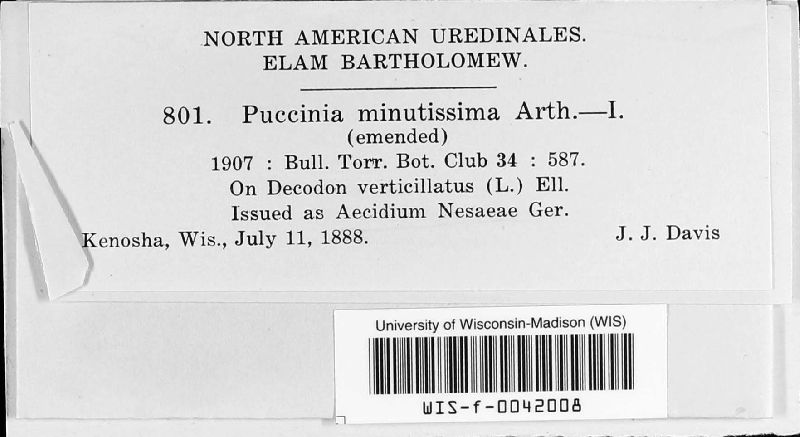 NORTH AMERICAN UREDINALES.
ELAM BARTHOLOMEW.
801. Puccinia minutissima Arth.—I.
(emended)
1907 : Bull. Torr. Bot. Club 34 : 587.
On Decodon verticillatus (L.) Ell.
Issued as Aecidium Nesaeae Ger.
Kenosha, Wis., July 11, 1888. J. J. Davis
University of Wisconsin-Madison (WIS)
WIS-f-0042008